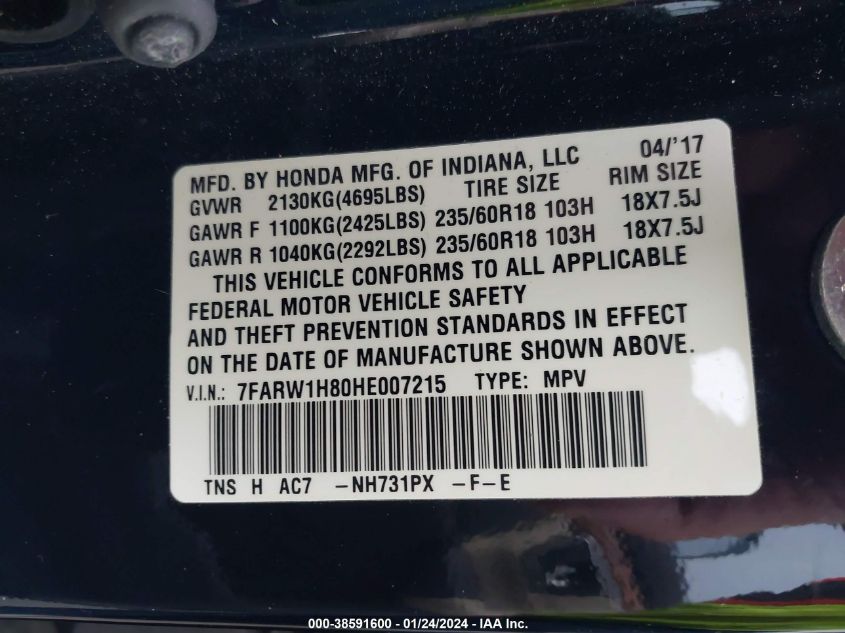 MFD. BY HONDA MFG. OF INDIANA, LLC 04/'17
GVWR 2130KG(4695LBS) TIRE SIZE RIM SIZE
GAWR F 1100KG(2425LBS) 235/60R18 103H 18X7.5J
GAWR R 1040KG(2292LBS) 235/60R18 103H 18X7.5J
THIS VEHICLE CONFORMS TO ALL APPLICABLE
FEDERAL MOTOR VEHICLE SAFETY
AND THEFT PREVENTION STANDARDS IN EFFECT
ON THE DATE OF MANUFACTURE SHOWN ABOVE.
V.I.N.: 7FARW1H80HE007215 TYPE: MPV
TNS H AC7 -NH731PX -F-E
000-38591600 - 01/24/2024 - IAA Inc.